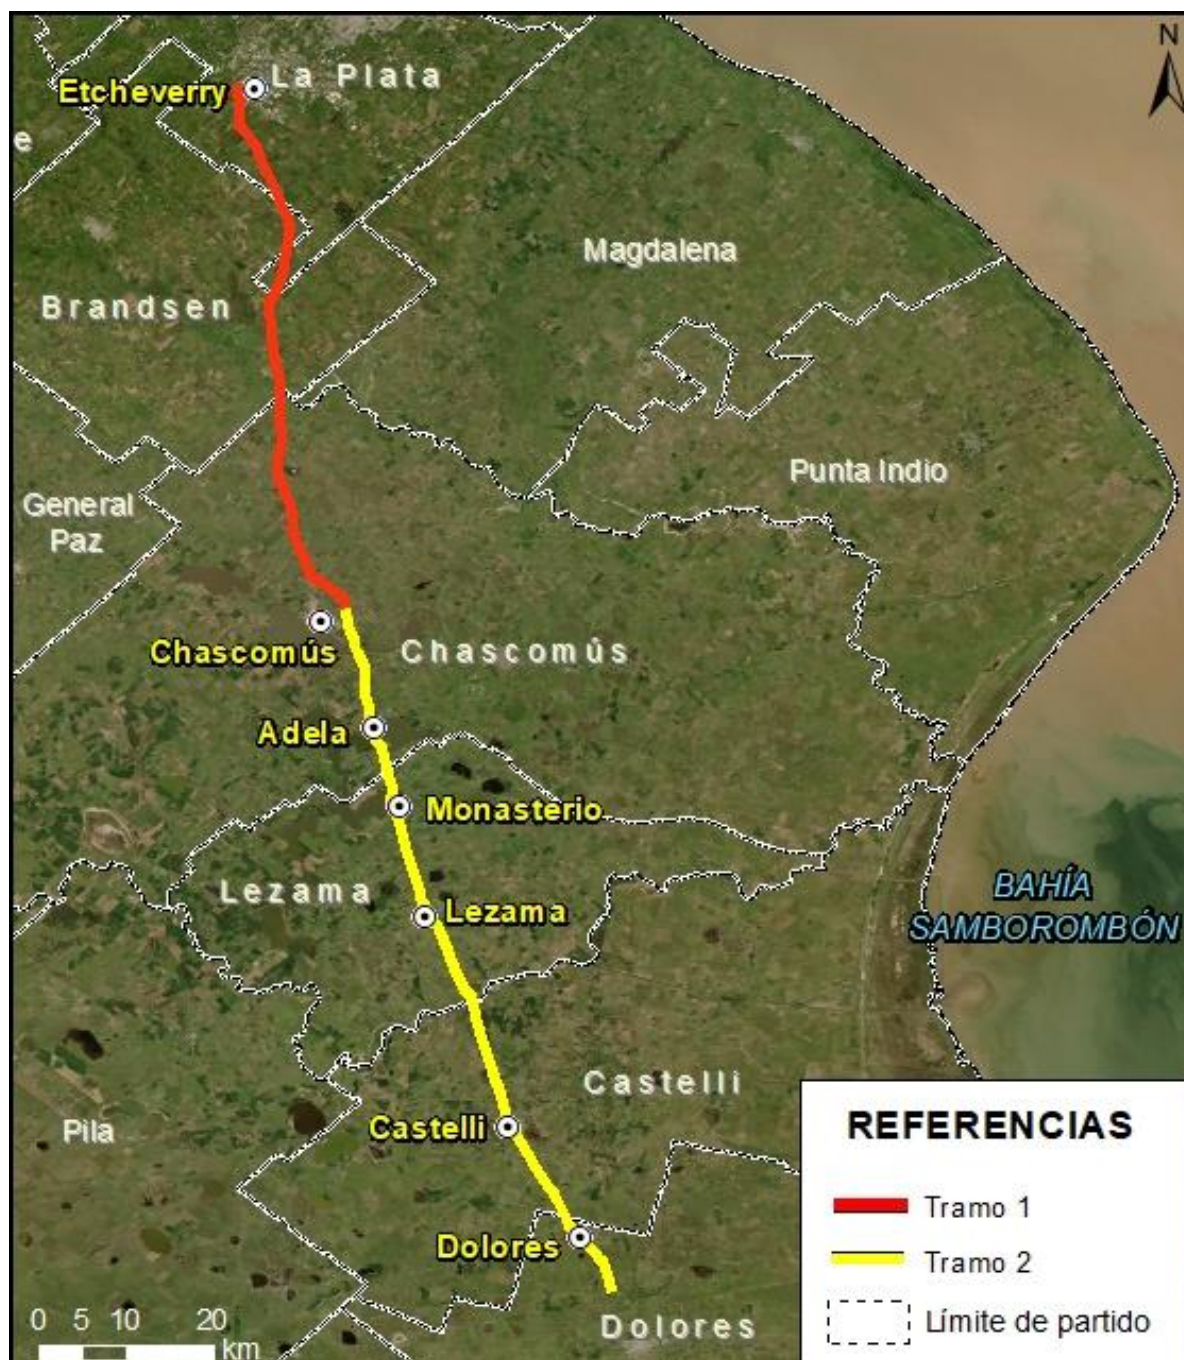 N
La Plata
Etcheverry
e
Magdalena
Brandsen
Punta Indio
General
Paz
Chascomús
Chascomús
Adela
Monasterio
Lezama
Lezama
BAHÍA
SAMBOROMBÓN
Castelli
Pila
Castelli
Dolores
Dolores
e
0 5 10 20
km
REFERENCIAS
Tramo 1
Tramo 2
Límite de partido